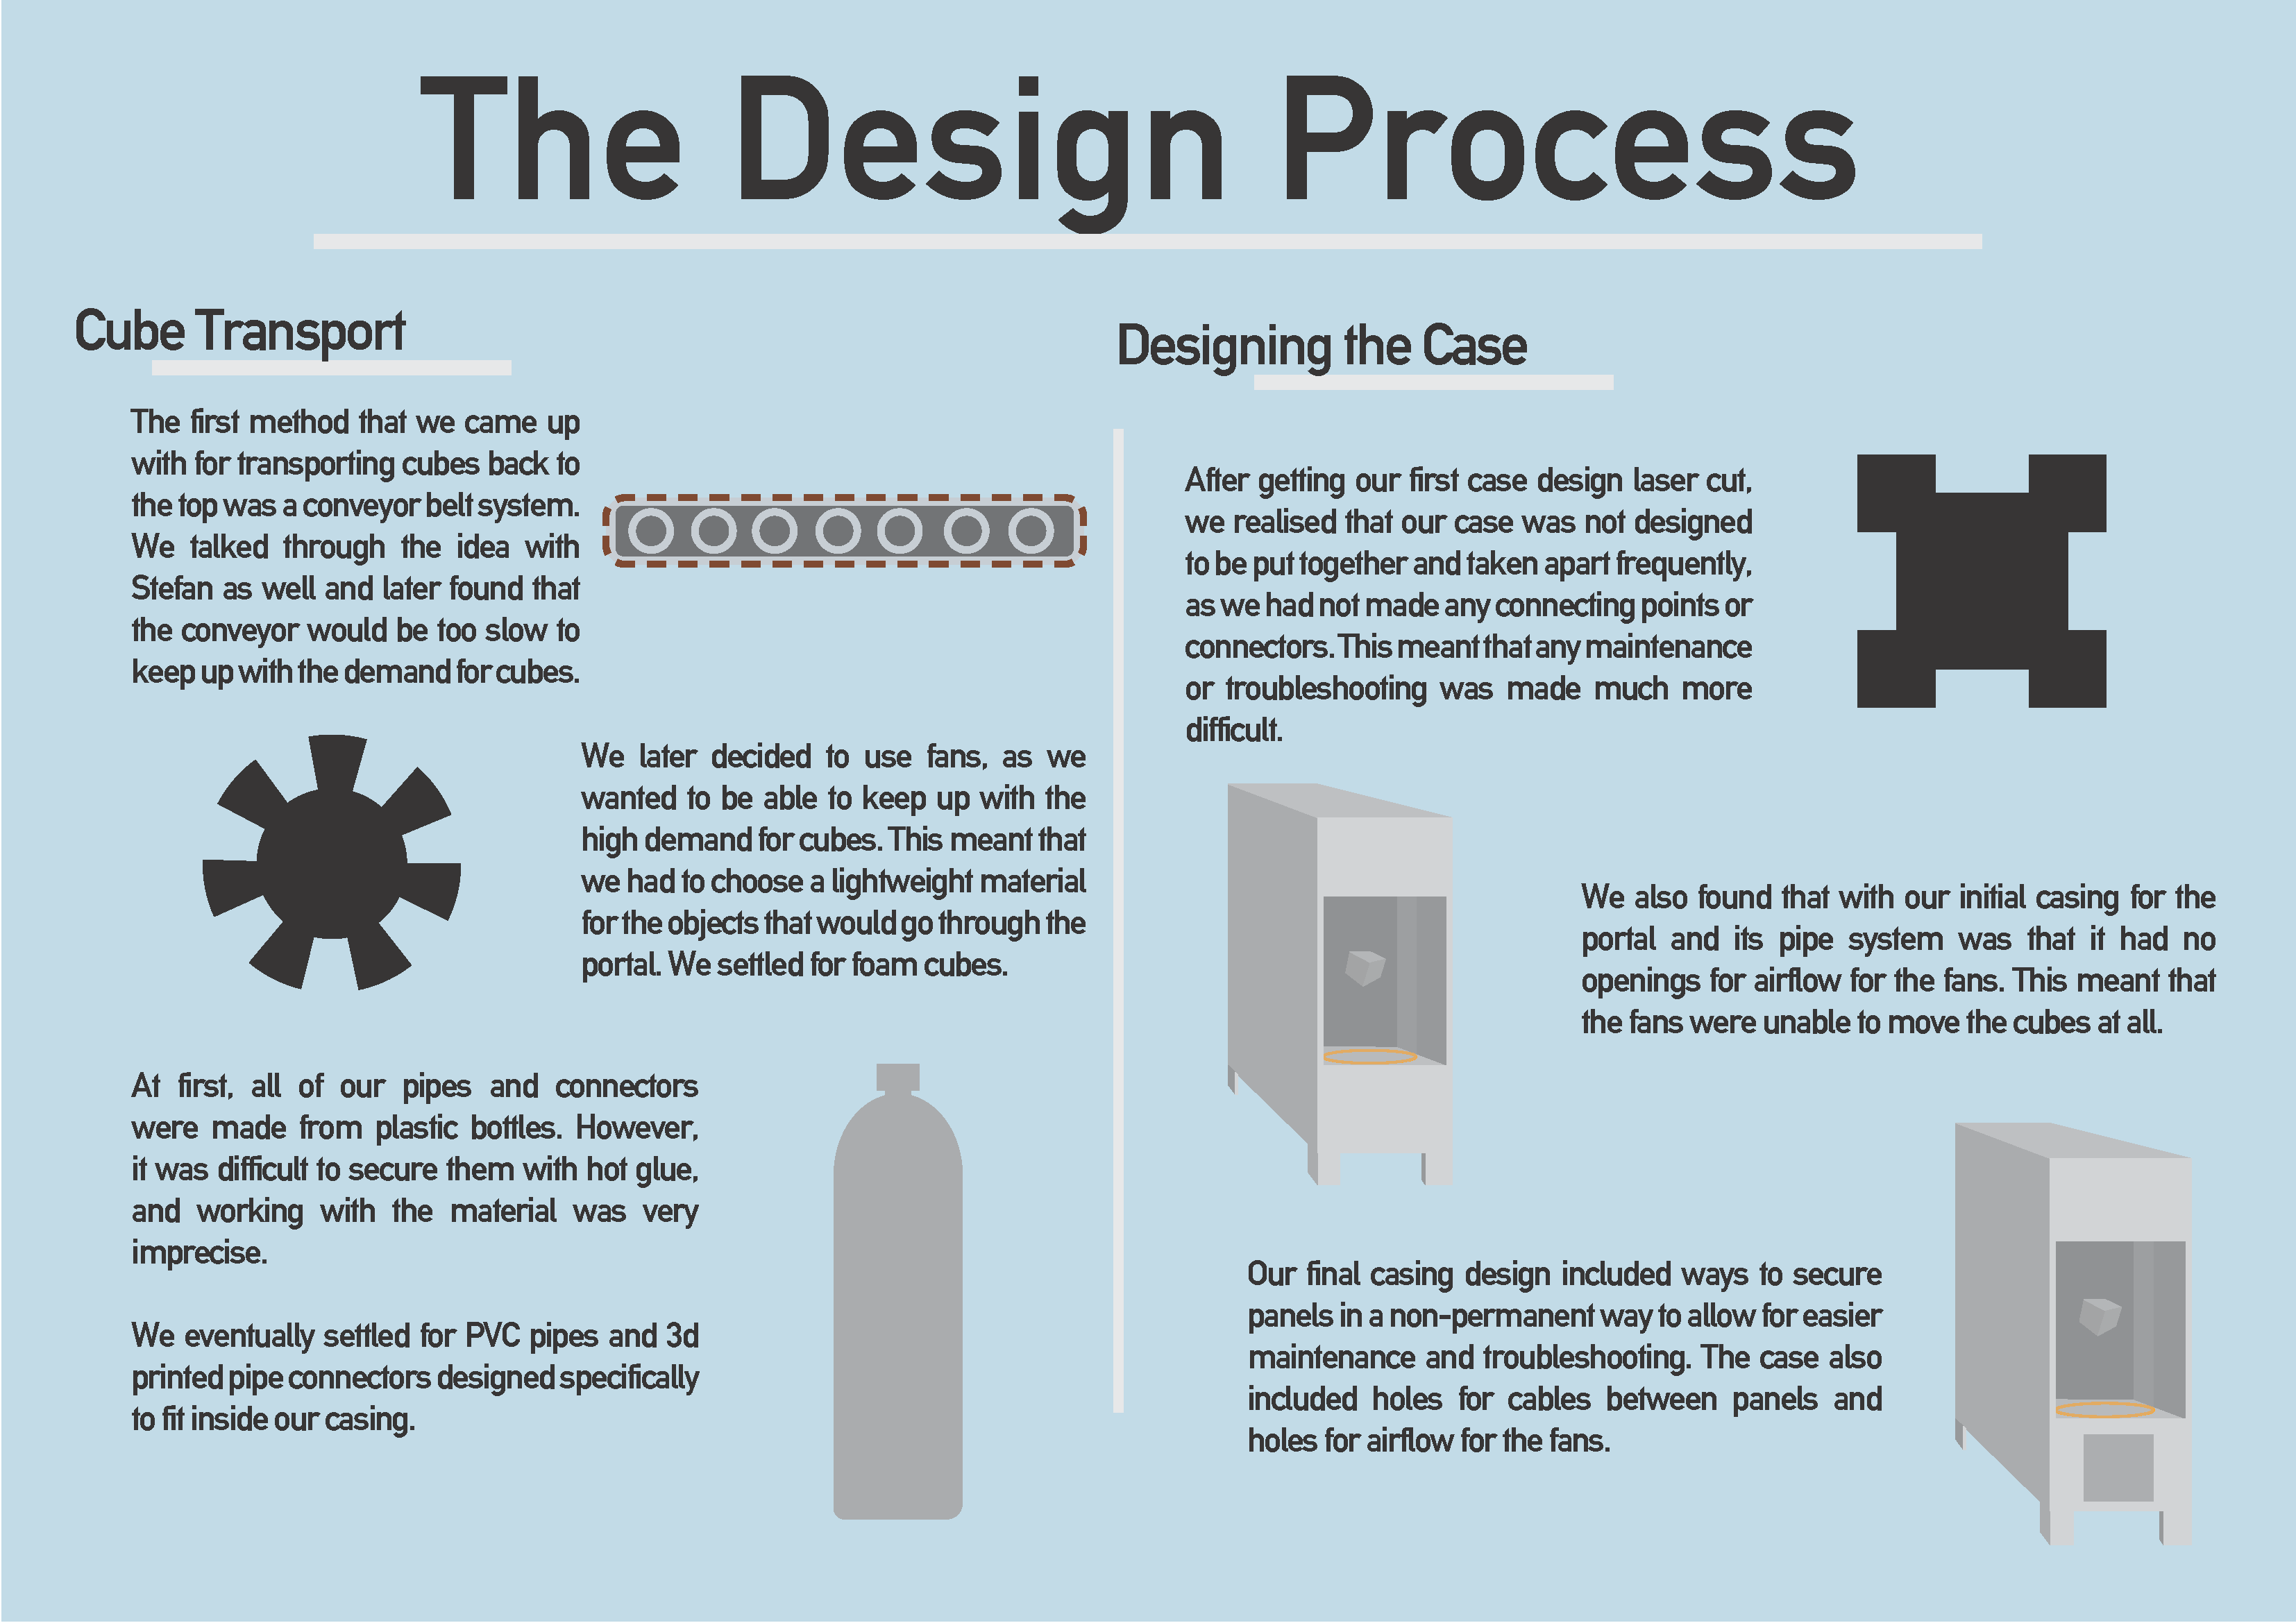 The Design Process
Cube Transport
The first method that we came up
with for transporting cubes back to
the top was a conveyor belt system.
We talked through the idea with
Stefan as well and later found that
the conveyor would be too slow to
keep up with the demand for cubes.
We later decided to use fans, as we
wanted to be able to keep up with the
high demand for cubes. This meant that
we had to choose a lightweight material
for the objects that would go through the
portal. We settled for foam cubes.
At first, all of our pipes and connectors
were made from plastic bottles. However,
it was difficult to secure them with hot glue,
and working with the material was very
imprecise.
We eventually settled for PVC pipes and 3d
printed pipe connectors designed specifically
to fit inside our casing.
Designing the Case
After getting our first case design laser cut,
we realised that our case was not designed
to be put together and taken apart frequently,
as we had not made any connecting points or
connectors. This meant that any maintenance
or troubleshooting was made much more
difficult.
We also found that with our initial casing for the
portal and its pipe system was that it had no
openings for airflow for the fans. This meant that
the fans were unable to move the cubes at all.
Our final casing design included ways to secure
panels in a non-permanent way to allow for easier
maintenance and troubleshooting. The case also
included holes for cables between panels and
holes for airflow for the fans.